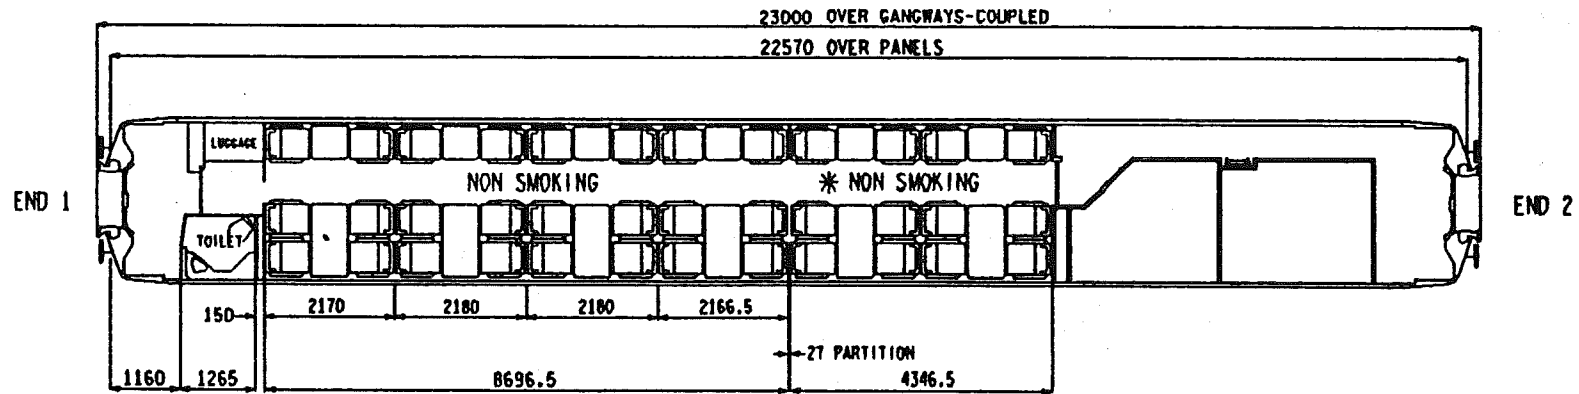 23000 OVER GANGWAYS-COUPLED
22570 OVER PANELS
LUGGAGE
NON SMOKING
* NON SMOKING
END 1
END 2
TOILET
150
2170
2180
2180
2166.5
27 PARTITION
1160
1265
8696.5
4346.5